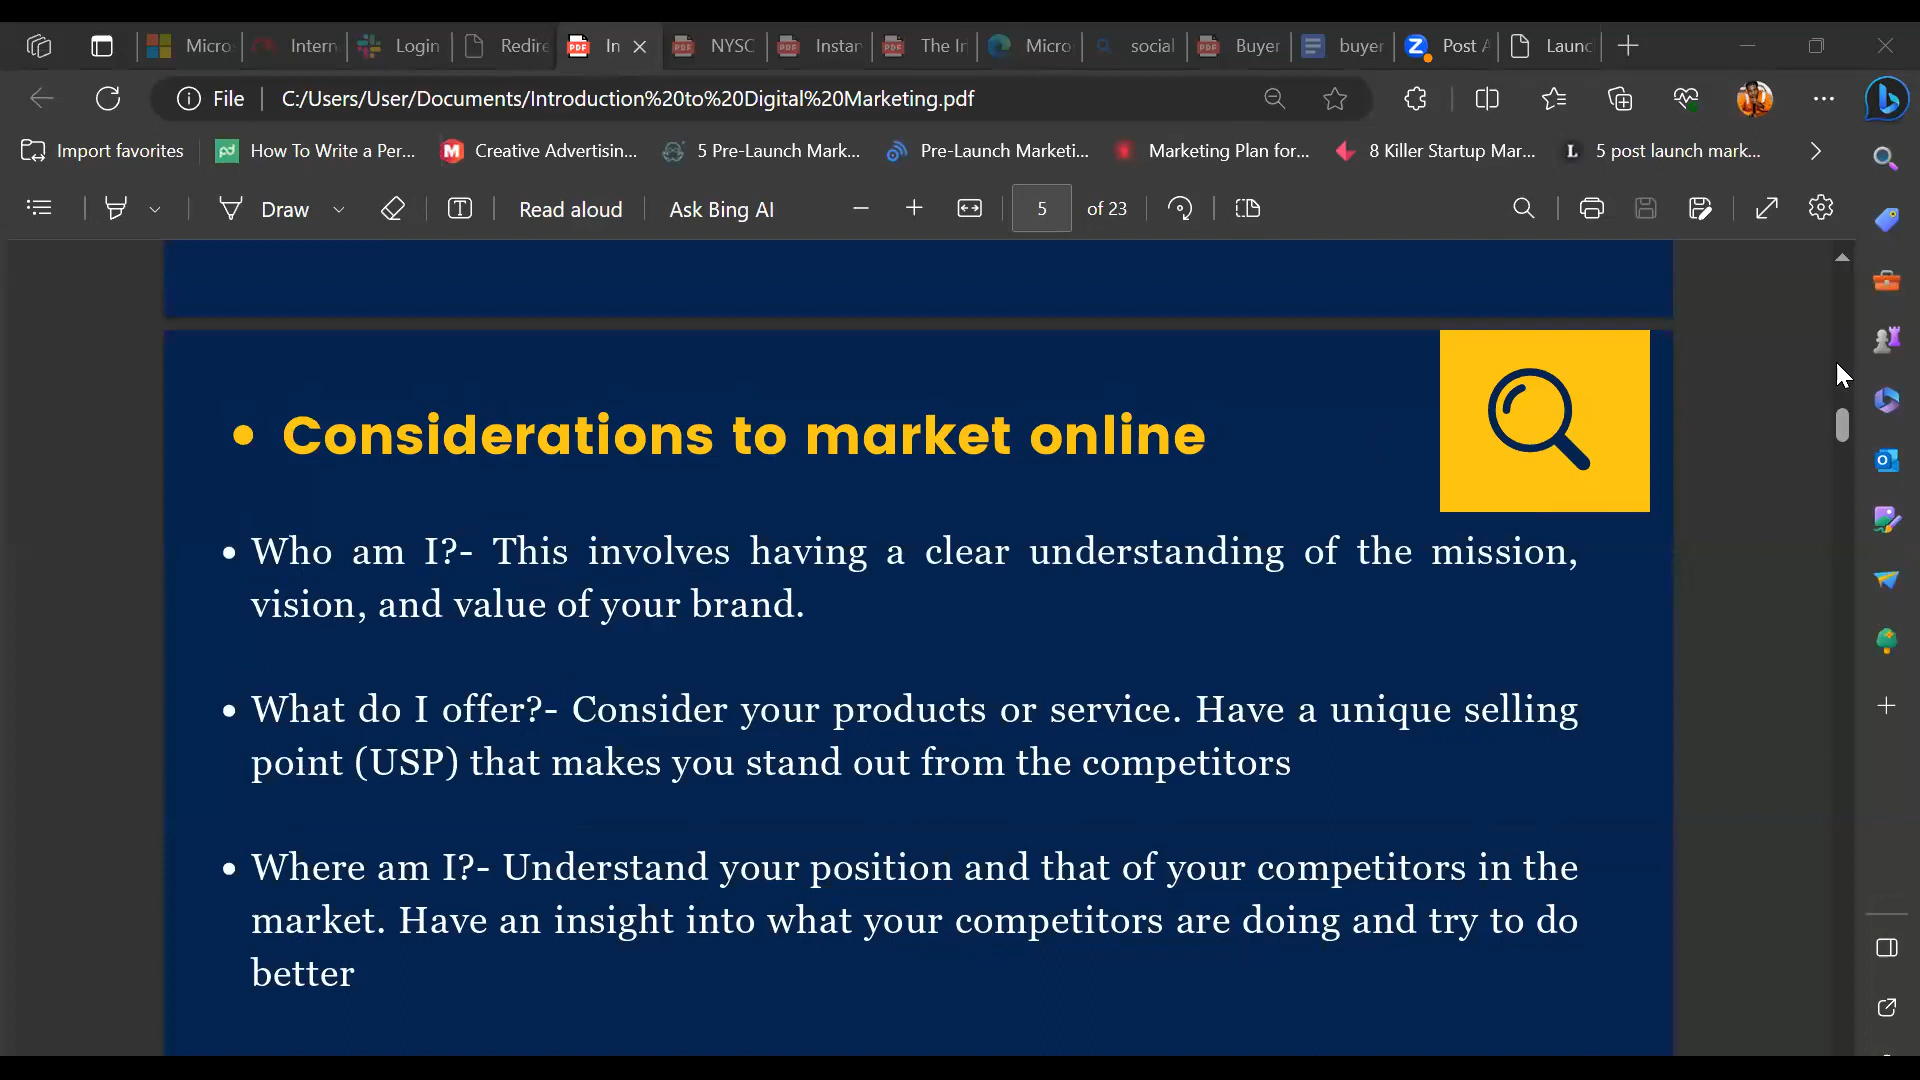 Micro Intern Login Redire In NYSC Instan The In Micro social Buyer buyer Post A Launc
File C:/Users/User/Documents/Introduction%20to%20Digital%20Marketing.pdf
Import favorites How To Write a Per... Creative Advertisin... 5 Pre-Launch Mark... Pre-Launch Marketi... Marketing Plan for... 8 Killer Startup Mar... 5 post launch mark...
Draw Read aloud Ask Bing AI 5 of 23
• Considerations to market online
• Who am I?- This involves having a clear understanding of the mission,
vision, and value of your brand.
• What do I offer?- Consider your products or service. Have a unique selling
point (USP) that makes you stand out from the competitors
• Where am I?- Understand your position and that of your competitors in the
market. Have an insight into what your competitors are doing and try to do
better